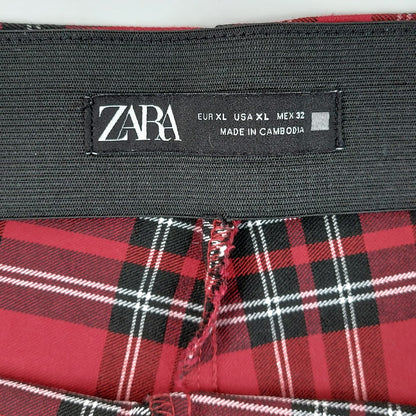 ZARA
EUR XL USA XL MEX 32
MADE IN CAMBODIA